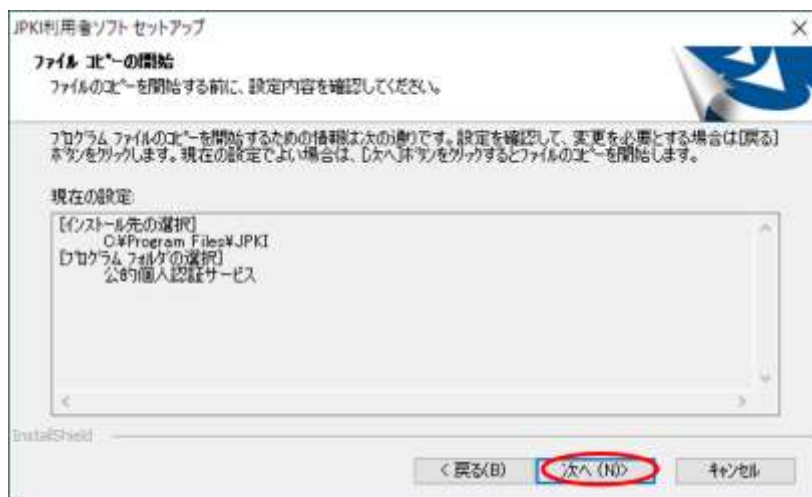 JPKI利用者ソフト セットアップ
ファイル コピーの開始
ファイルのコピーを開始する前に、設定内容を確認してください。
プログラム ファイルのコピーを開始するための情報は次の通りです。設定を確認して、変更を必要とする場合は[戻る]
ボタンをクリックします。現在の設定でよい場合は、[次へ]ボタンをクリックするとファイルのコピーを開始します。
現在の設定:
[インストール先の選択]
C:¥Program Files¥JPKI
[プログラム フォルダの選択]
公的個人認証サービス
InstallShield
< 戻る(B)
次へ (N)>
キャンセル